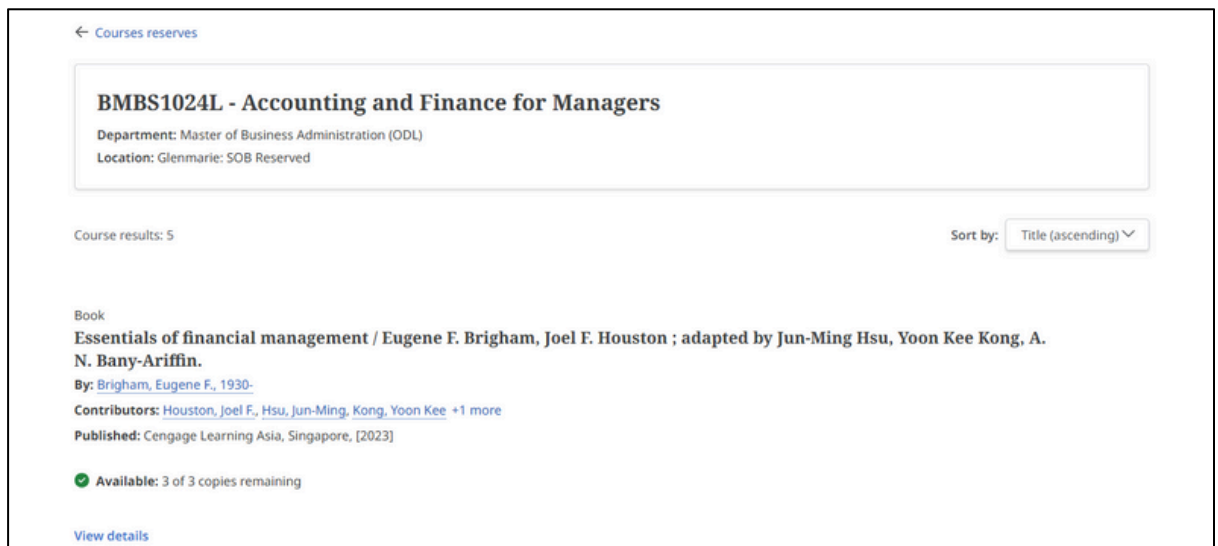 ← Courses reserves
BMBS1024L - Accounting and Finance for Managers
Department: Master of Business Administration (ODL)
Location: Glenmarie: SOB Reserved
Course results: 5
Sort by: Title (ascending)
Book
Essentials of financial management / Eugene F. Brigham, Joel F. Houston ; adapted by Jun-Ming Hsu, Yoon Kee Kong, A.
N. Bany-Ariffin.
By: Brigham, Eugene F., 1930-
Contributors: Houston, Joel F., Hsu, Jun-Ming, Kong, Yoon Kee +1 more
Published: Cengage Learning Asia, Singapore, [2023]
Available: 3 of 3 copies remaining
View details